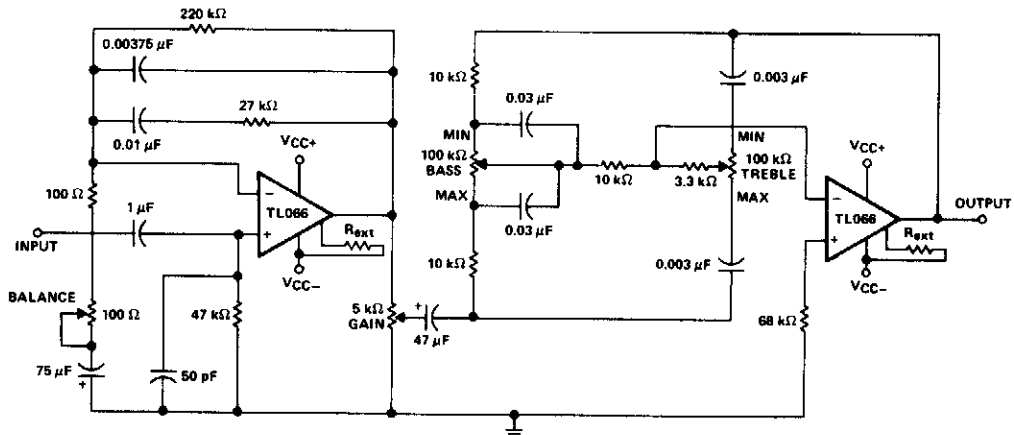 220 kΩ
0.00375 µF
27 kΩ
0.01 µF
VCC+
100 Ω
1 µF
−
TL066
+
INPUT
Rext
VCC−
BALANCE
100 Ω
47 kΩ
75 µF
+
50 pF
5 kΩ
GAIN
+
47 µF
10 kΩ
0.03 µF
MIN
100 kΩ
BASS
MAX
0.03 µF
10 kΩ
10 kΩ
3.3 kΩ
0.003 µF
MIN
100 kΩ
TREBLE
MAX
0.003 µF
VCC+
−
TL066
+
OUTPUT
Rext
VCC−
68 kΩ